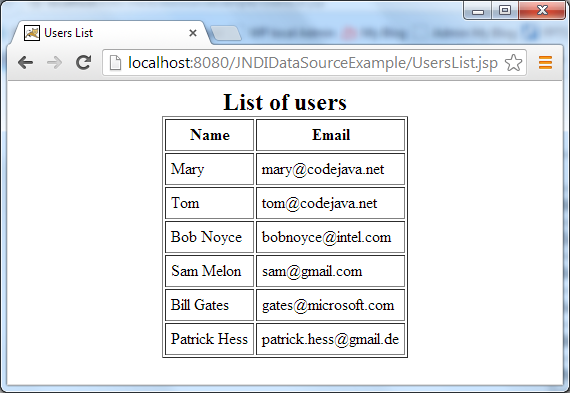 Users List
localhost:8080/JNDIDataSourceExample/UsersList.jsp
List of users
Name Email
Mary mary@codejava.net
Tom tom@codejava.net
Bob Noyce bobnoyce@intel.com
Sam Melon sam@gmail.com
Bill Gates gates@microsoft.com
Patrick Hess patrick.hess@gmail.de